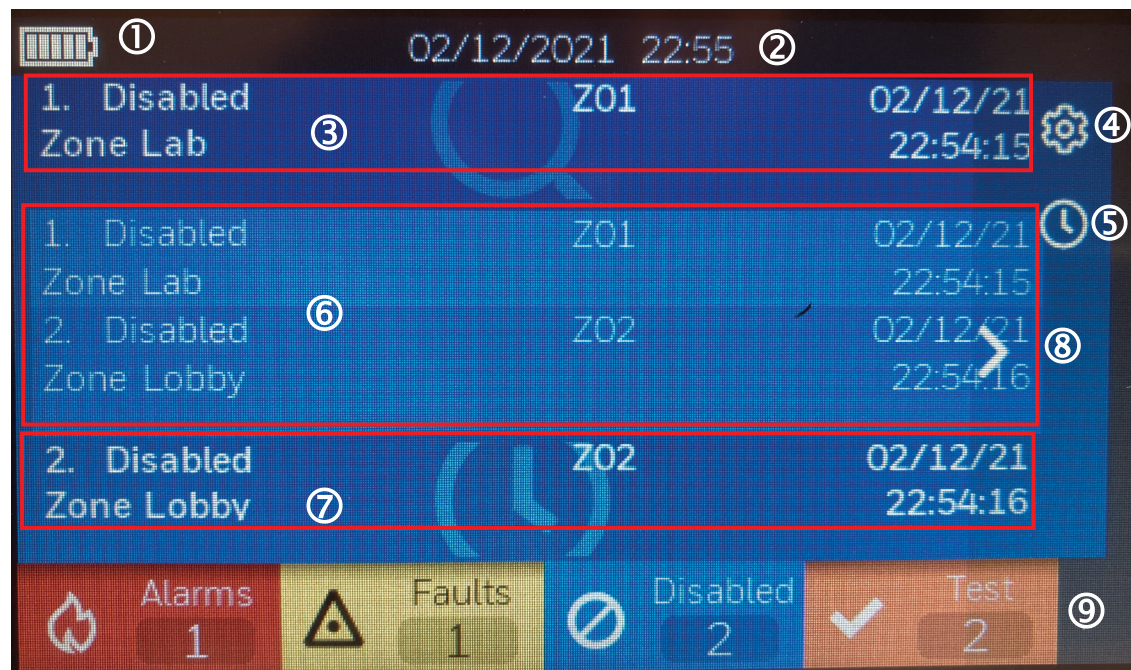 ① 02/12/2021 22:55 ②
1. Disabled Z01 02/12/21
Zone Lab ③ 22:54:15 ④
1. Disabled Z01 02/12/21 ⑤
Zone Lab 22:54:15
⑥
2. Disabled Z02 02/12/21 ⑧
Zone Lobby 22:54:16
2. Disabled Z02 02/12/21
Zone Lobby ⑦ 22:54:16
Alarms Faults Disabled Test ⑨
1 1 2 2